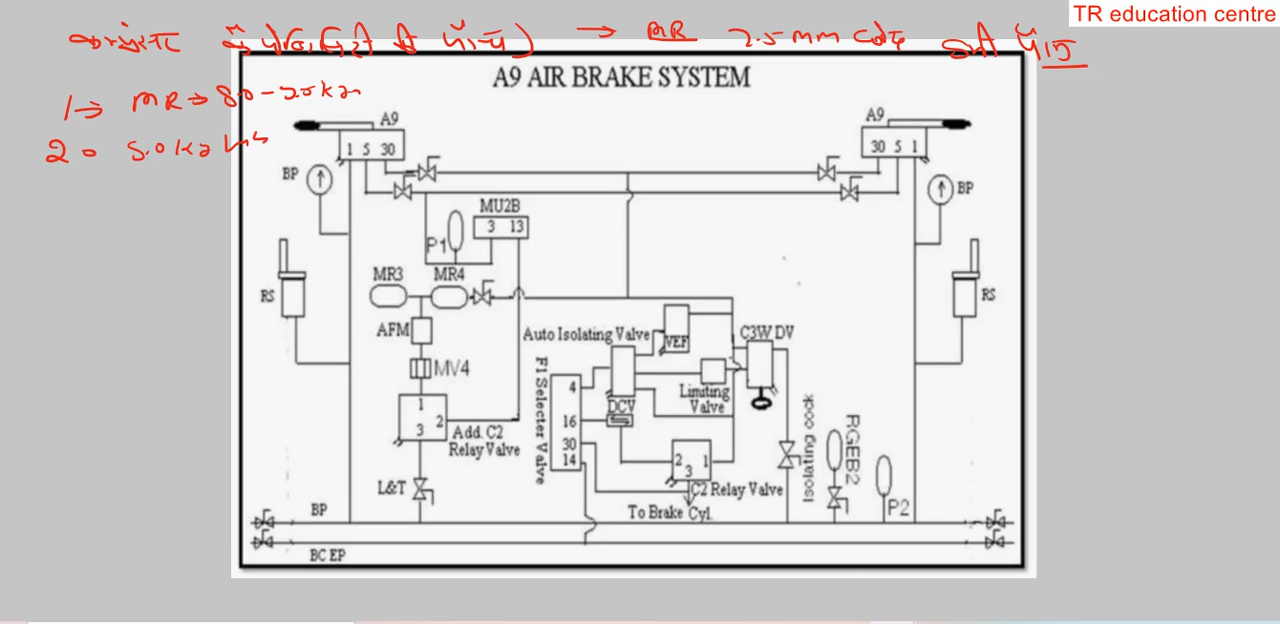 TR education centre
→ MR 7.5 mm
A9 AIR BRAKE SYSTEM
1→ MR→ 8.0 -
2 5.0
A9
A9
1 5 30
30 5 1
BP
BP
MU2B
3 13
P1
MR3
MR4
RS
RS
AFM
Auto Isolating Valve
VEF
C3W DV
MV4
F1 Selecter Valve
4
Limiting
Valve
DCV
1
2
3
16
Add. C2
Relay Valve
30
14
2 1
3
Isolating cock
RGEB2
L&T
C2 Relay Valve
P2
BP
To Brake Cyl.
BC EP